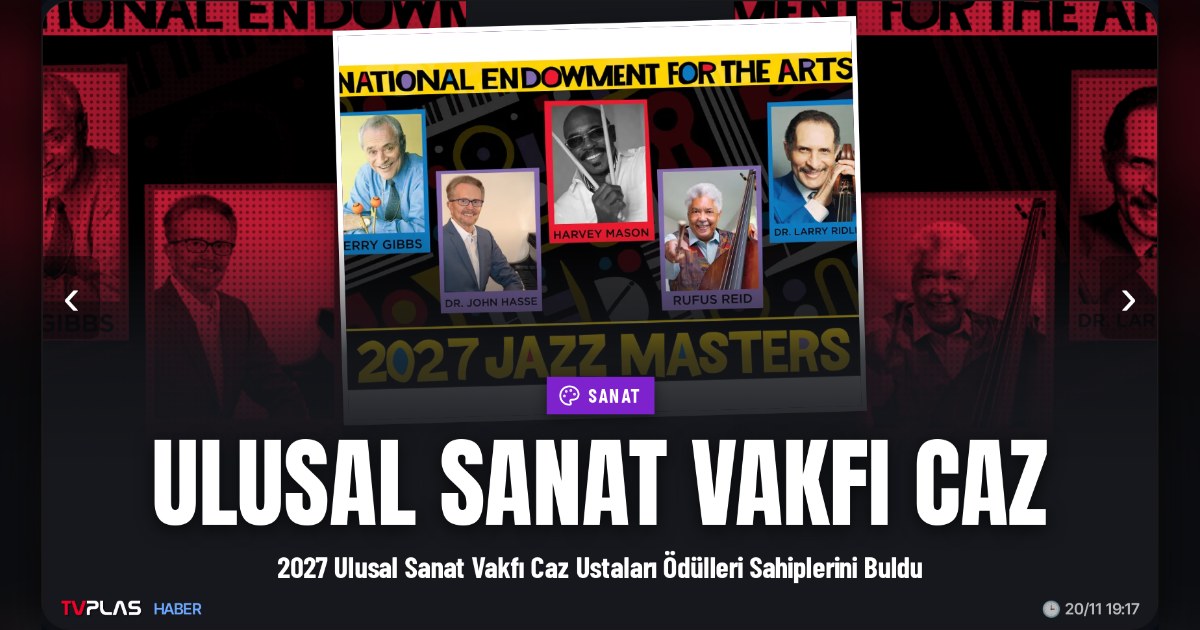 NATIONAL ENDOWMENT FOR THE ARTS
ERRY GIBBS
DR. JOHN HASSE
HARVEY MASON
RUFUS REID
DR. LARRY RIDL
2027 JAZZ MASTERS
SANAT
ULUSAL SANAT VAKFI CAZ
2027 Ulusal Sanat Vakfı Caz Ustaları Ödülleri Sahiplerini Buldu
TVPLAS HABER
20/11 19:17